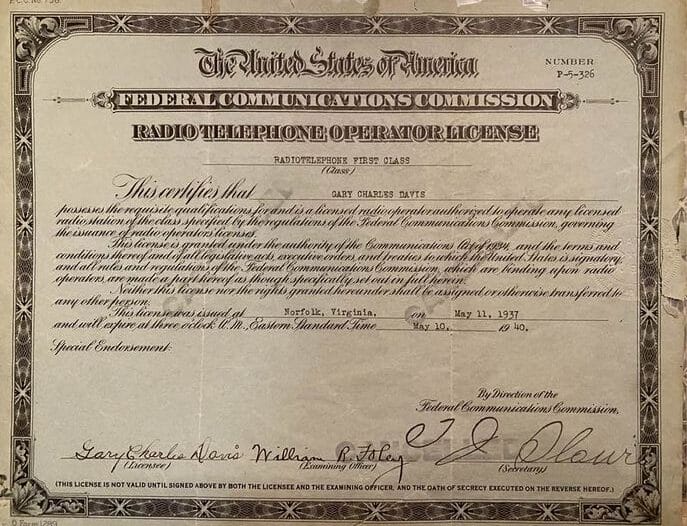 F.C.C. No. 736.
The United States of America
NUMBER
P-5-326
FEDERAL COMMUNICATIONS COMMISSION
RADIO TELEPHONE OPERATOR LICENSE
RADIOTELEPHONE FIRST CLASS
(Class)
This certifies that GARY CHARLES DAVIS
possesses the requisite qualifications for and is a licensed radio operator authorized to operate any licensed
radio station of the class specified by the regulations of the Federal Communications Commission, governing
the issuance of radio operators licenses.
This license is granted under the authority of the Communications Act of 1934, and the terms and
conditions thereof and of all legislative acts, executive orders, and treaties to which the United States is signatory,
and all rules and regulations of the Federal Communications Commission, which are binding upon radio
operators, are made a part hereof as though specifically set out in full herein.
Neither this license nor the rights granted hereunder shall be assigned or otherwise transferred to
any other person.
This license was issued at Norfolk, Virginia, on May 11, 1937
and will expire at three o'clock A.M., Eastern Standard Time May 10, 1940.
Special Endorsement:
By Direction of the
Federal Communications Commission,
Gary Charles Davis William R. Foley T J Slowie
(Licensee) (Examining Officer) (Secretary)
(THIS LICENSE IS NOT VALID UNTIL SIGNED ABOVE BY BOTH THE LICENSEE AND THE EXAMINING OFFICER, AND THE OATH OF SECRECY EXECUTED ON THE REVERSE HEREOF.)